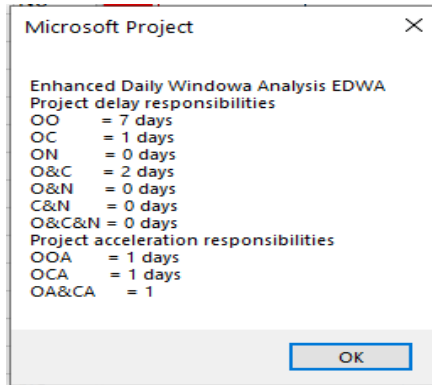 Microsoft Project
Enhanced Daily Windowa Analysis EDWA
Project delay responsibilities
OO = 7 days
OC = 1 days
ON = 0 days
O&C = 2 days
O&N = 0 days
C&N = 0 days
O&C&N = 0 days
Project acceleration responsibilities
OOA = 1 days
OCA = 1 days
OA&CA = 1
OK